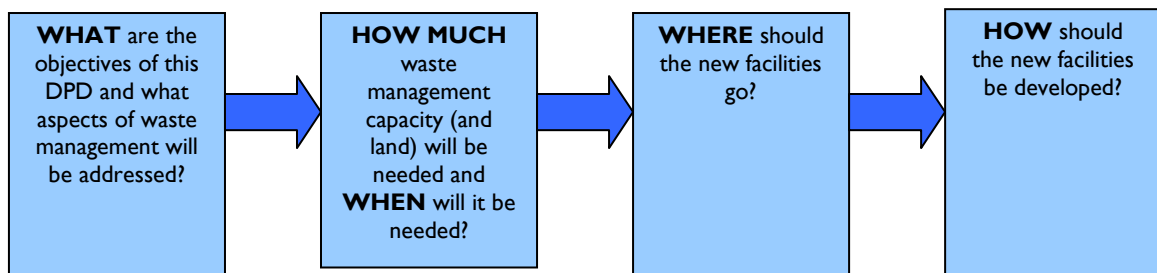 WHAT are the
objectives of this
DPD and what
aspects of waste
management will
be addressed?
HOW MUCH
waste
management
capacity (and
land) will be
needed and
WHEN will it be
needed?
WHERE should
the new facilities
go?
HOW should
the new facilities
be developed?